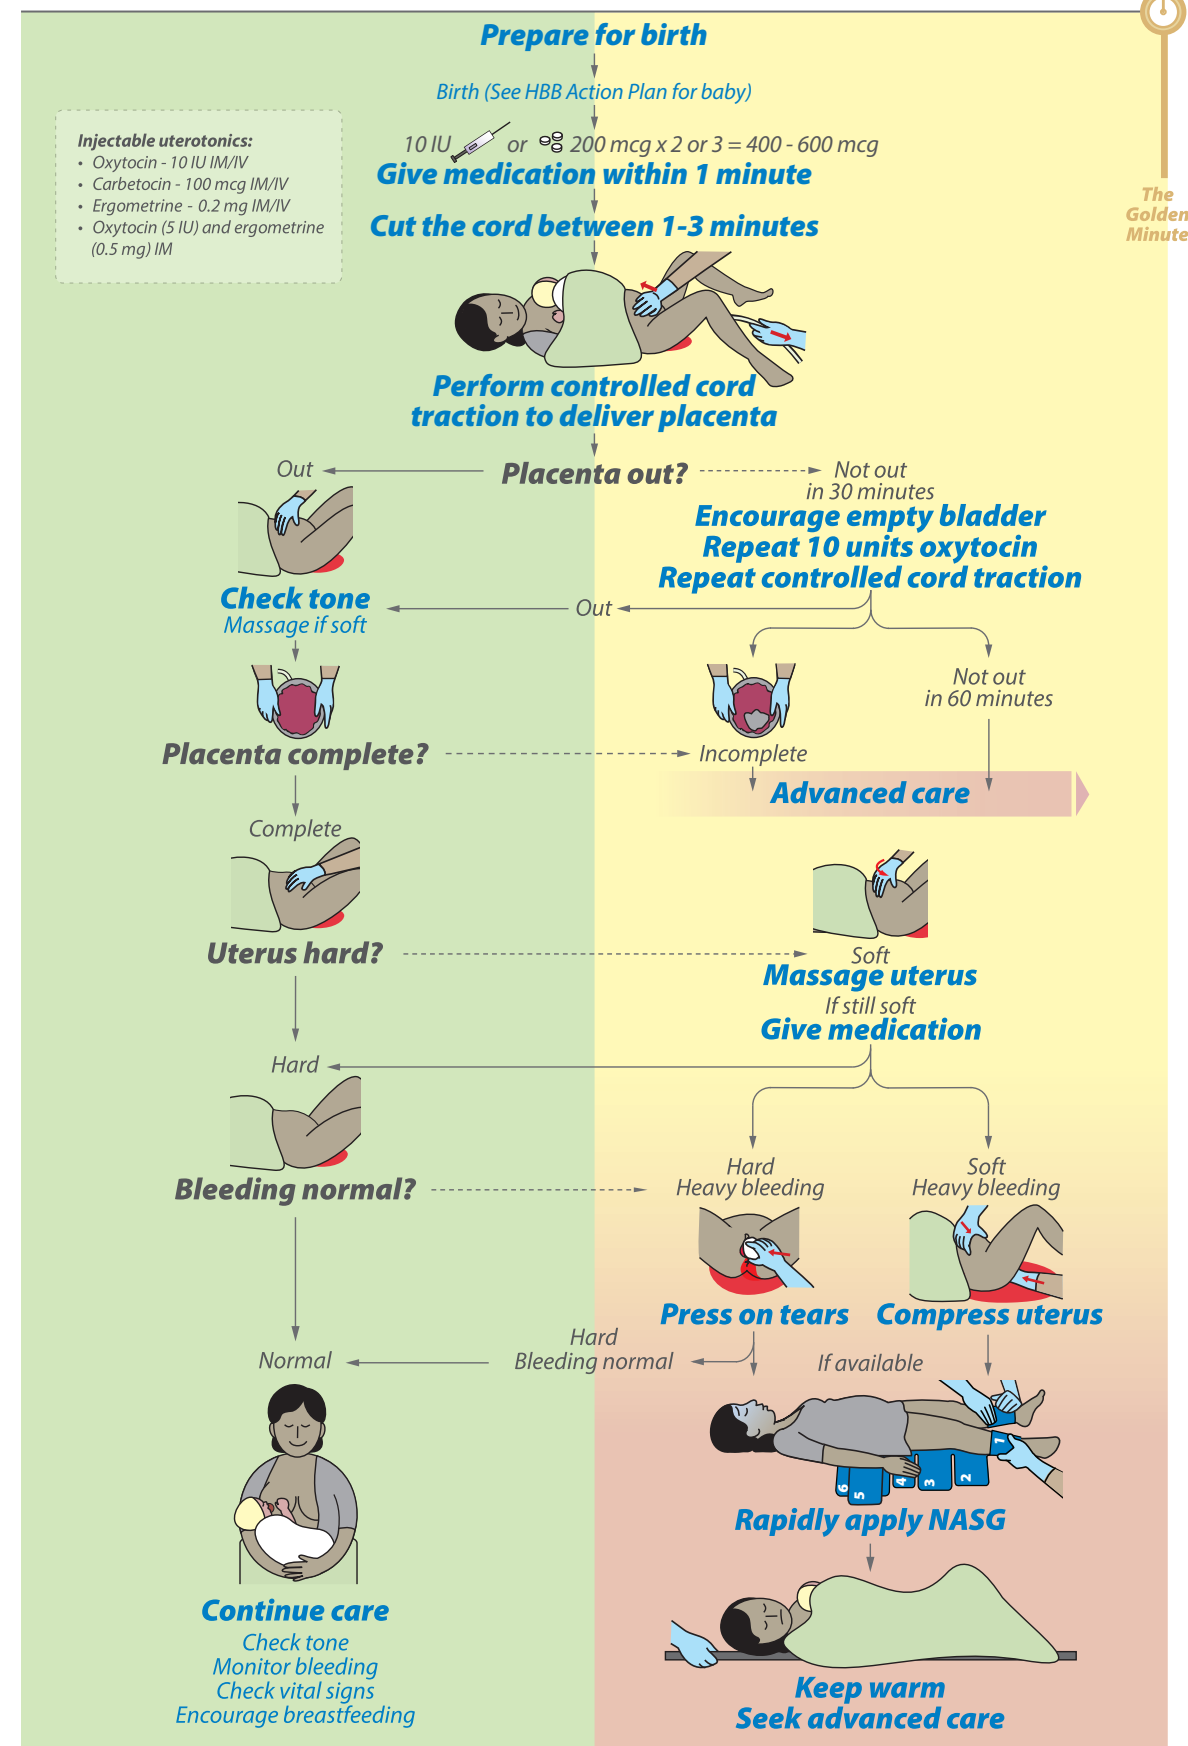 Prepare for birth
Birth (See HBB Action Plan for baby)
Injectable uterotonics:
• Oxytocin - 10 IU IM/IV
• Carbetocin - 100 mcg IM/IV
• Ergometrine - 0.2 mg IM/IV
• Oxytocin (5 IU) and ergometrine
(0.5 mg) IM
10 IU or 200 mcg x 2 or 3 = 400 - 600 mcg
Give medication within 1 minute
The
Golden
Minute
Cut the cord between 1-3 minutes
Perform controlled cord
traction to deliver placenta
Out
Placenta out?
Not out
in 30 minutes
Encourage empty bladder
Repeat 10 units oxytocin
Repeat controlled cord traction
Check tone
Massage if soft
Out
Not out
in 60 minutes
Placenta complete?
Incomplete
Advanced care
Complete
Uterus hard?
Soft
Massage uterus
If still soft
Give medication
Hard
Hard
Heavy bleeding
Soft
Heavy bleeding
Bleeding normal?
Press on tears
Compress uterus
Hard
Bleeding normal
Normal
If available
1
2
3
4
5
6
Rapidly apply NASG
Continue care
Check tone
Monitor bleeding
Check vital signs
Encourage breastfeeding
Keep warm
Seek advanced care